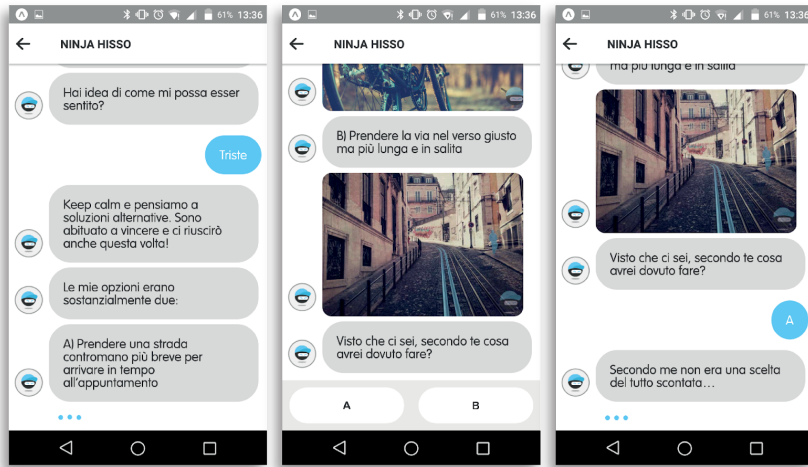 61% 13:36
NINJA HISSO
Hai idea di come mi possa esser
sentito?
Triste
Keep calm e pensiamo a
soluzioni alternative. Sono
abituato a vincere e ci riuscirò
anche questa volta!
Le mie opzioni erano
sostanzialmente due:
A) Prendere una strada
contromano più breve per
arrivare in tempo
all'appuntamento
61% 13:36
NINJA HISSO
B) Prendere la via nel verso giusto
ma più lunga e in salita
Visto che ci sei, secondo te cosa
avrei dovuto fare?
A
B
61% 13:36
NINJA HISSO
ma più lunga e in salita
Visto che ci sei, secondo te cosa
avrei dovuto fare?
A
Secondo me non era una scelta
del tutto scontata...